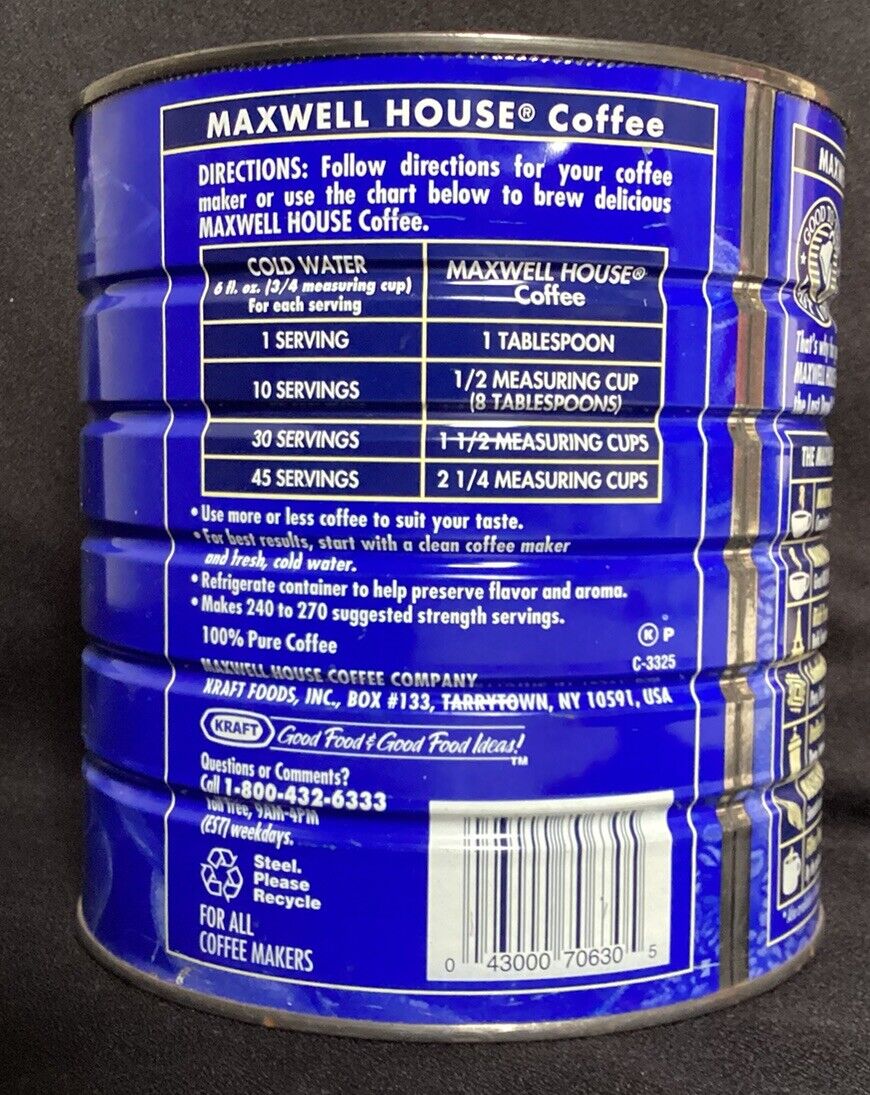 MAXWELL HOUSE® Coffee
DIRECTIONS: Follow directions for your coffee
maker or use the chart below to brew delicious
MAXWELL HOUSE Coffee.
COLD WATER
6 fl. oz. (3/4 measuring cup)
For each serving
MAXWELL HOUSE®
Coffee
1 SERVING
1 TABLESPOON
10 SERVINGS
1/2 MEASURING CUP
(8 TABLESPOONS)
30 SERVINGS
1 1/2 MEASURING CUPS
45 SERVINGS
2 1/4 MEASURING CUPS
• Use more or less coffee to suit your taste.
• For best results, start with a clean coffee maker
and fresh, cold water.
• Refrigerate container to help preserve flavor and aroma.
• Makes 240 to 270 suggested strength servings.
100% Pure Coffee
K P
C-3325
MAXWELL HOUSE COFFEE COMPANY
KRAFT FOODS, INC., BOX #133, TARRYTOWN, NY 10591, USA
KRAFT Good Food & Good Food Ideas!™
Questions or Comments?
Call 1-800-432-6333
Toll Free, 9AM-4PM
(EST) weekdays.
Steel.
Please
Recycle
FOR ALL
COFFEE MAKERS
0 43000 70630 5
GOOD
That's why
THE